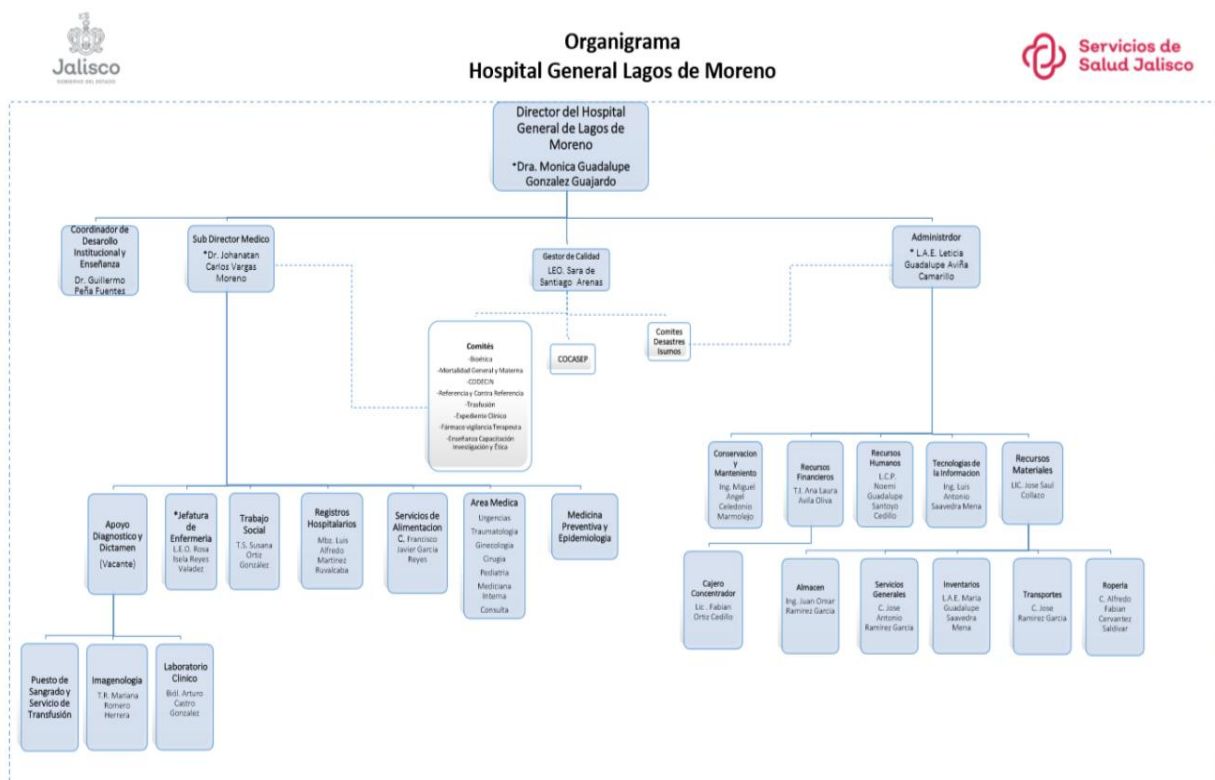 Jalisco
GOBIERNO DEL ESTADO
Organigrama
Hospital General Lagos de Moreno
Servicios de
Salud Jalisco
Director del Hospital
General de Lagos de
Moreno
*Dra. Monica Guadalupe
Gonzalez Guajardo
Coordinador de
Desarollo
Institucional y
Enseñanza
Dr. Guillermo
Peña Fuentes
Sub Director Medico
*Dr. Johanatan
Carlos Vargas
Moreno
Gestor de Calidad
LEO. Sara de
Santiago Arenas
Administrdor
* L.A.E. Leticia
Guadalupe Aviña
Camarillo
Comités
-Bioética
-Mortalidad General y Materna
-CODECIN
-Referencia y Contra Referencia
-Trasfusión
-Expediente Clínico
-Fármaco vigilancia Terapeuta
-Enseñanza Capacitación
Investigación y Ética
COCASEP
Comites
Desastres
Isumos
Conservacion
y
Manteniento
Ing. Miguel
Angel
Celedonio
Marmolejo
Recursos
Financieros
T.I. Ana Laura
Avila Oliva
Recursos
Humanos
L.C.P.
Noemi
Guadalupe
Santoyo
Cedillo
Tecnologias de
la Informacion
Ing. Luis
Antonio
Saavedra Mena
Recursos
Materiales
LIC. Jose Saul
Collazo
Apoyo
Diagnostico y
Dictamen
(Vacante)
*Jefatura de
Enfermeria
L.E.O. Rosa
Isela Reyes
Valadez
Trabajo
Social
T.S. Susana
Ortiz
González
Registros
Hospitalarios
Mbz. Luis
Alfredo
Martinez
Ruvalcaba
Servicios de
Alimentacion
C. Francisco
Javier Garcia
Reyes
Area Medica
Urgencias
Traumatologia
Ginecologia
Cirugia
Pediatria
Mediciana
Interna
Consulta
Medicina
Preventiva y
Epidemiologia
Cajero
Concentrador
Lic . Fabian
Ortiz Cedillo
Almacen
Ing. Juan Omar
Ramirez Garcia
Servicios
Generales
C. Jose
Antonio
Ramirez Garcia
Inventarios
L.A.E. Maria
Guadalupe
Saavedra
Mena
Transportes
C. Jose
Ramirez Garcia
Roperia
C. Alfredo
Fabian
Cervantez
Saldivar
Puesto de
Sangrado y
Servicio de
Transfusión
Imagenologia
T.R. Mariana
Romero
Herrera
Laboratorio
Clinico
Biól. Arturo
Castro
Gonzalez